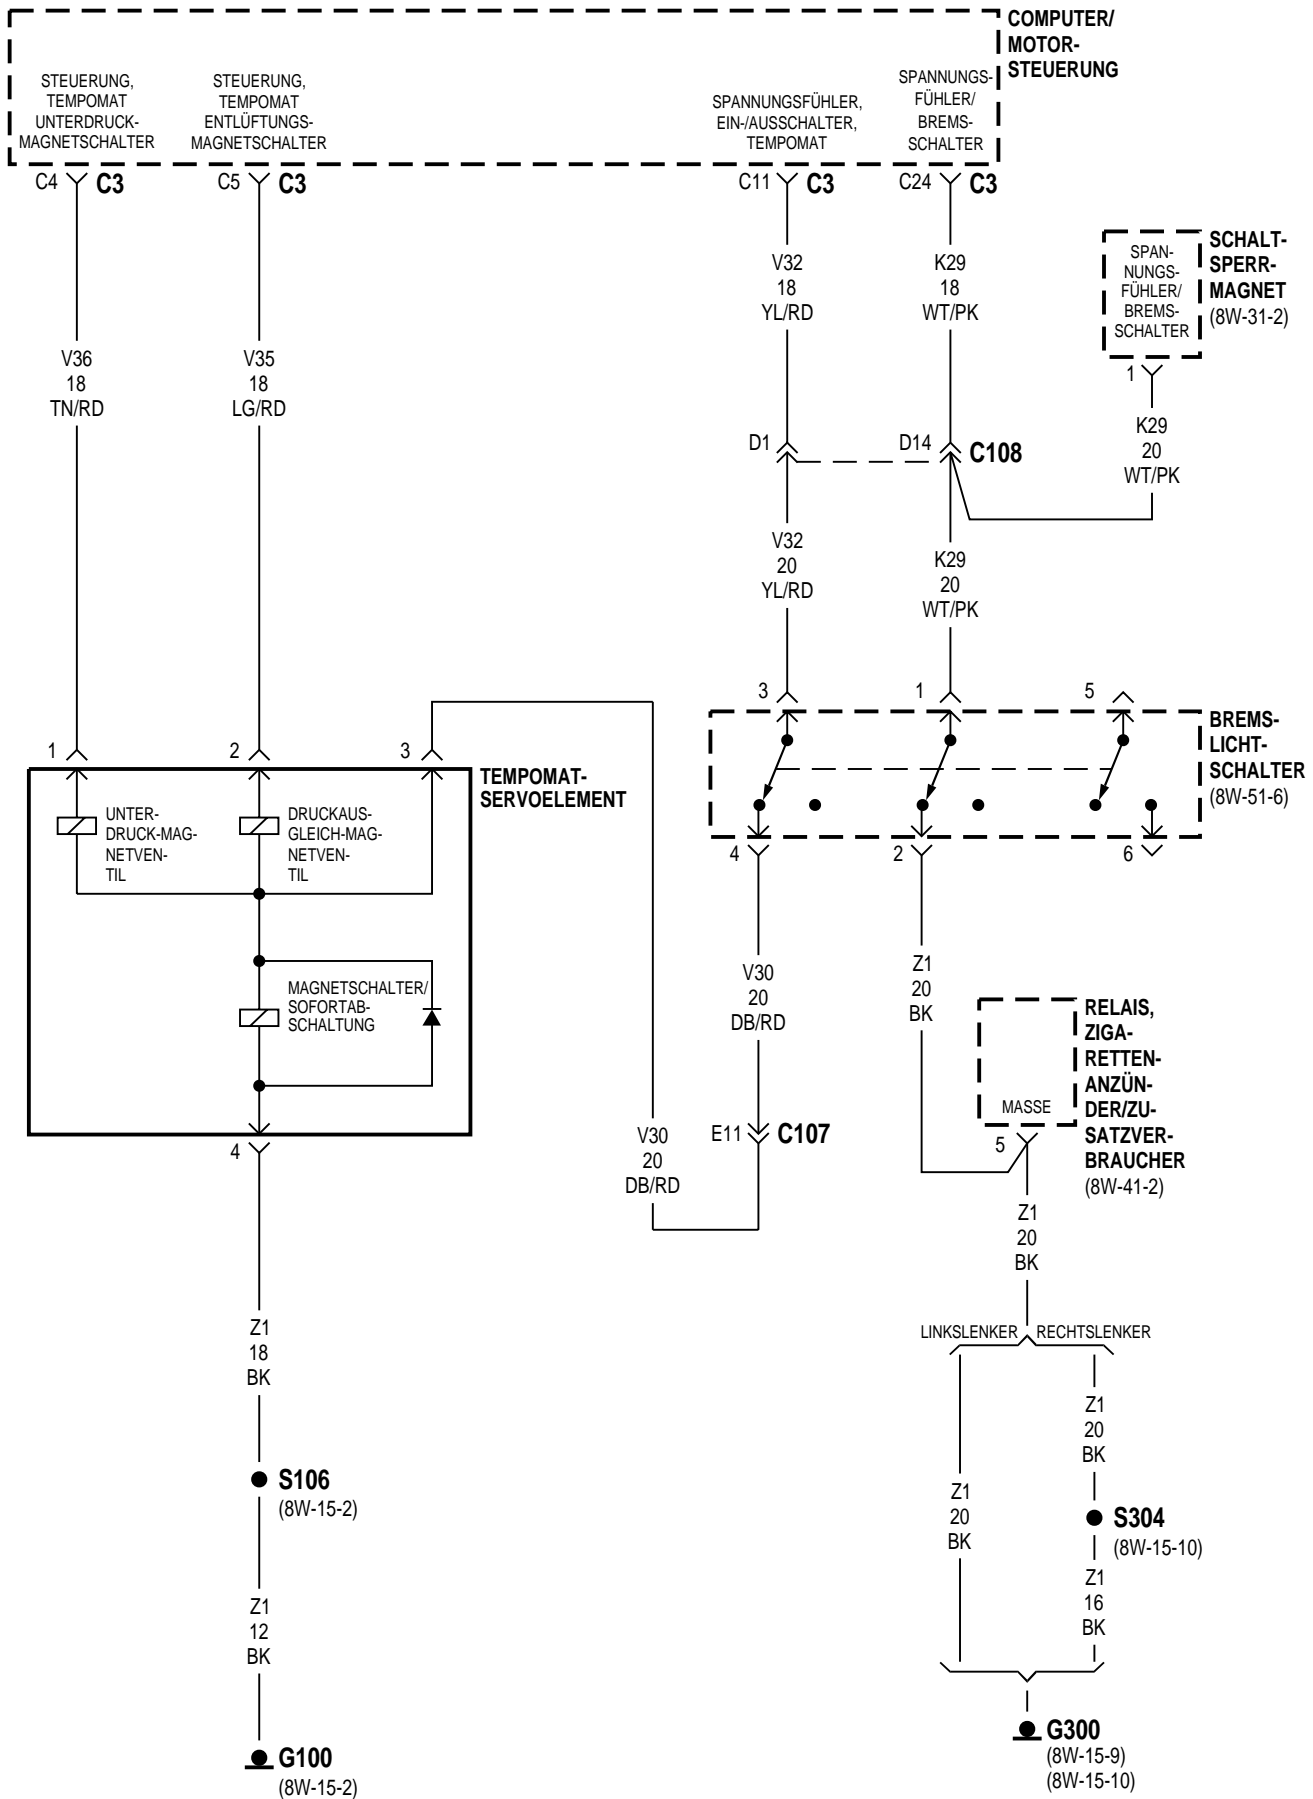 COMPUTER/
MOTOR-
STEUERUNG
STEUERUNG,
TEMPOMAT
UNTERDRUCK-
MAGNETSCHALTER
STEUERUNG,
TEMPOMAT
ENTLÜFTUNGS-
MAGNETSCHALTER
SPANNUNGSFÜHLER,
EIN-/AUSSCHALTER,
TEMPOMAT
SPANNUNGS-
FÜHLER/
BREMS-
SCHALTER
C4 C3
C5 C3
C11 C3
C24 C3
SCHALT-
SPERR-
MAGNET
(8W-31-2)
SPAN-
NUNGS-
FÜHLER/
BREMS-
SCHALTER
1
V32
18
YL/RD
K29
18
WT/PK
V36
18
TN/RD
V35
18
LG/RD
K29
20
WT/PK
D1
D14
C108
V32
20
YL/RD
K29
20
WT/PK
3
1
5
BREMS-
LICHT-
SCHALTER
(8W-51-6)
4
2
6
1
2
3
TEMPOMAT-
SERVOELEMENT
UNTER-
DRUCK-MAG-
NETVEN-
TIL
DRUCKAUS-
GLEICH-MAG-
NETVEN-
TIL
MAGNETSCHALTER/
SOFORTAB-
SCHALTUNG
4
V30
20
DB/RD
Z1
20
BK
RELAIS,
ZIGA-
RETTEN-
ANZÜN-
DER/ZU-
SATZVER-
BRAUCHER
(8W-41-2)
MASSE
5
V30
20
DB/RD
E11
C107
Z1
20
BK
LINKSLENKER
RECHTSLENKER
Z1
18
BK
S106
(8W-15-2)
Z1
12
BK
G100
(8W-15-2)
Z1
20
BK
Z1
20
BK
S304
(8W-15-10)
Z1
16
BK
G300
(8W-15-9)
(8W-15-10)